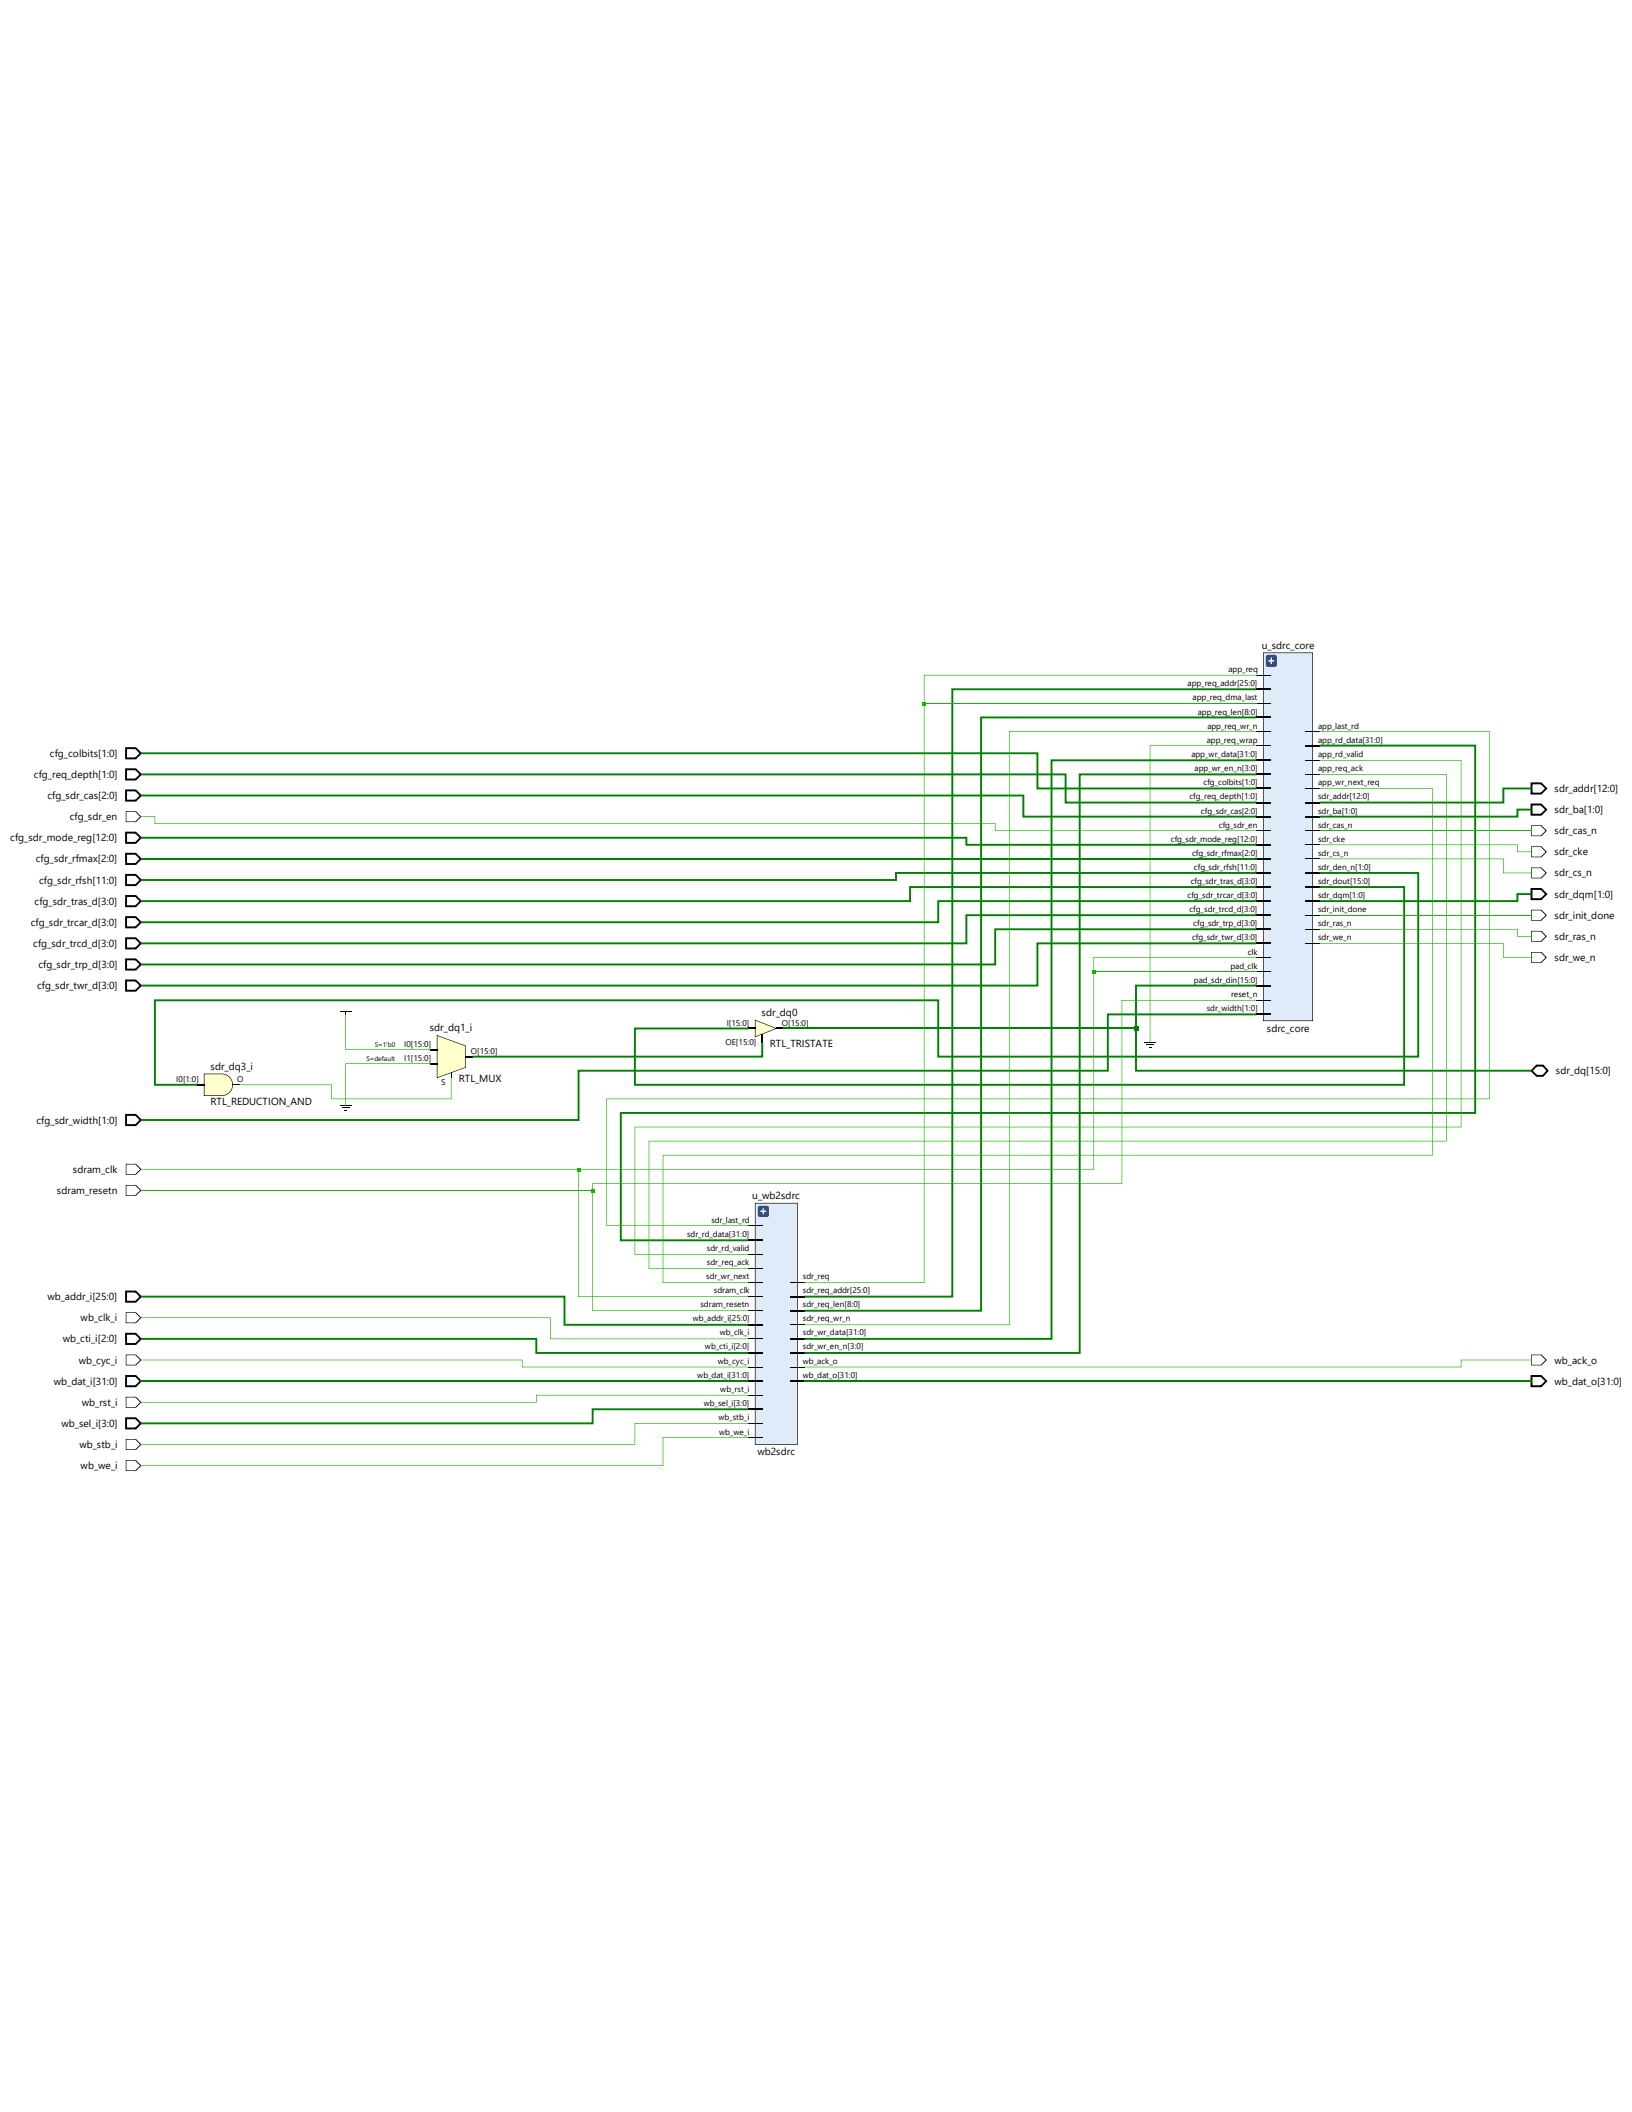 u_sdrc_core
app_req
app_req_addr[25:0]
app_req_dma_last
app_req_len[8:0]
app_req_wr_n
app_req_wrap
app_wr_data[31:0]
app_wr_en_n[3:0]
cfg_colbits[1:0]
cfg_req_depth[1:0]
cfg_sdr_cas[2:0]
cfg_sdr_en
cfg_sdr_mode_reg[12:0]
cfg_sdr_rfmax[2:0]
cfg_sdr_rfsh[11:0]
cfg_sdr_tras_d[3:0]
cfg_sdr_trcar_d[3:0]
cfg_sdr_trcd_d[3:0]
cfg_sdr_trp_d[3:0]
cfg_sdr_twr_d[3:0]
clk
pad_clk
pad_sdr_din[15:0]
reset_n
sdr_width[1:0]
app_last_rd
app_rd_data[31:0]
app_rd_valid
app_req_ack
app_wr_next_req
sdr_addr[12:0]
sdr_ba[1:0]
sdr_cas_n
sdr_cke
sdr_cs_n
sdr_den_n[1:0]
sdr_dout[15:0]
sdr_dqm[1:0]
sdr_init_done
sdr_ras_n
sdr_we_n
sdrc_core
cfg_colbits[1:0]
cfg_req_depth[1:0]
cfg_sdr_cas[2:0]
cfg_sdr_en
cfg_sdr_mode_reg[12:0]
cfg_sdr_rfmax[2:0]
cfg_sdr_rfsh[11:0]
cfg_sdr_tras_d[3:0]
cfg_sdr_trcar_d[3:0]
cfg_sdr_trcd_d[3:0]
cfg_sdr_trp_d[3:0]
cfg_sdr_twr_d[3:0]
sdr_addr[12:0]
sdr_ba[1:0]
sdr_cas_n
sdr_cke
sdr_cs_n
sdr_dqm[1:0]
sdr_init_done
sdr_ras_n
sdr_we_n
sdr_dq[15:0]
sdr_dq0
I[15:0]
O[15:0]
OE[15:0]
RTL_TRISTATE
sdr_dq1_i
S=1'b0
I0[15:0]
S=default
I1[15:0]
O[15:0]
S
RTL_MUX
sdr_dq3_i
I0[1:0]
O
RTL_REDUCTION_AND
cfg_sdr_width[1:0]
sdram_clk
sdram_resetn
u_wb2sdrc
sdr_last_rd
sdr_rd_data[31:0]
sdr_rd_valid
sdr_req_ack
sdr_wr_next
sdram_clk
sdram_resetn
wb_addr_i[25:0]
wb_clk_i
wb_cti_i[2:0]
wb_cyc_i
wb_dat_i[31:0]
wb_rst_i
wb_sel_i[3:0]
wb_stb_i
wb_we_i
sdr_req
sdr_req_addr[25:0]
sdr_req_len[8:0]
sdr_req_wr_n
sdr_wr_data[31:0]
sdr_wr_en_n[3:0]
wb_ack_o
wb_dat_o[31:0]
wb2sdrc
wb_addr_i[25:0]
wb_clk_i
wb_cti_i[2:0]
wb_cyc_i
wb_dat_i[31:0]
wb_rst_i
wb_sel_i[3:0]
wb_stb_i
wb_we_i
wb_ack_o
wb_dat_o[31:0]